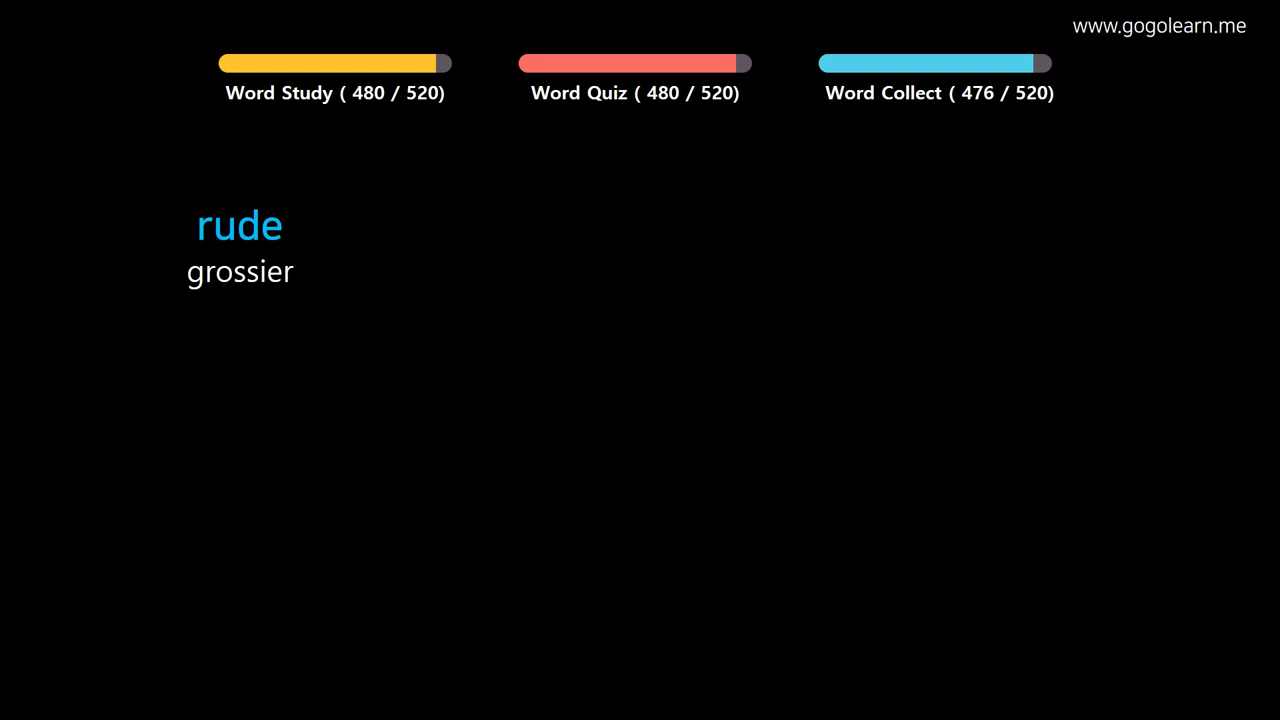 www.gogolearn.me
Word Study ( 480 / 520)
Word Quiz ( 480 / 520)
Word Collect ( 476 / 520)
rude
grossier